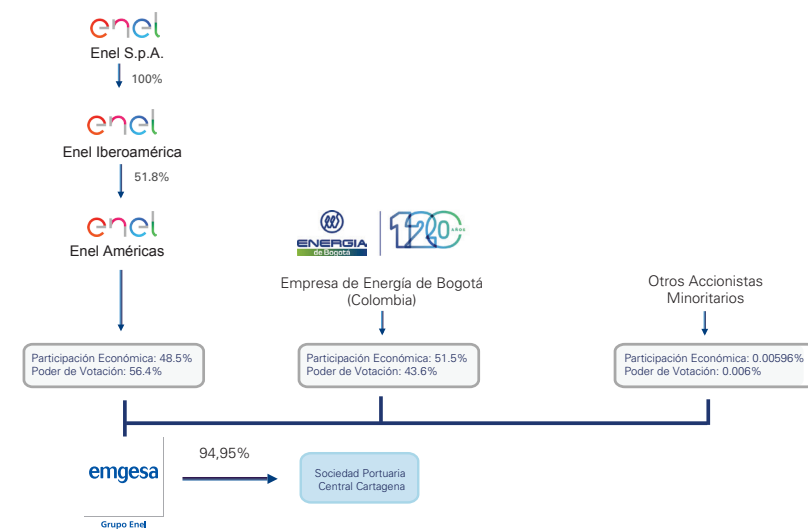 enel
Enel S.p.A.
100%
enel
Enel Iberoamérica
51.8%
enel
Enel Américas
ENERGIA
de Bogotá
120 AÑOS
Empresa de Energía de Bogotá
(Colombia)
Otros Accionistas
Minoritarios
Participación Económica: 48.5%
Poder de Votación: 56.4%
Participación Económica: 51.5%
Poder de Votación: 43.6%
Participación Económica: 0.00596%
Poder de Votación: 0.006%
emgesa
Grupo Enel
94,95%
Sociedad Portuaria
Central Cartagena